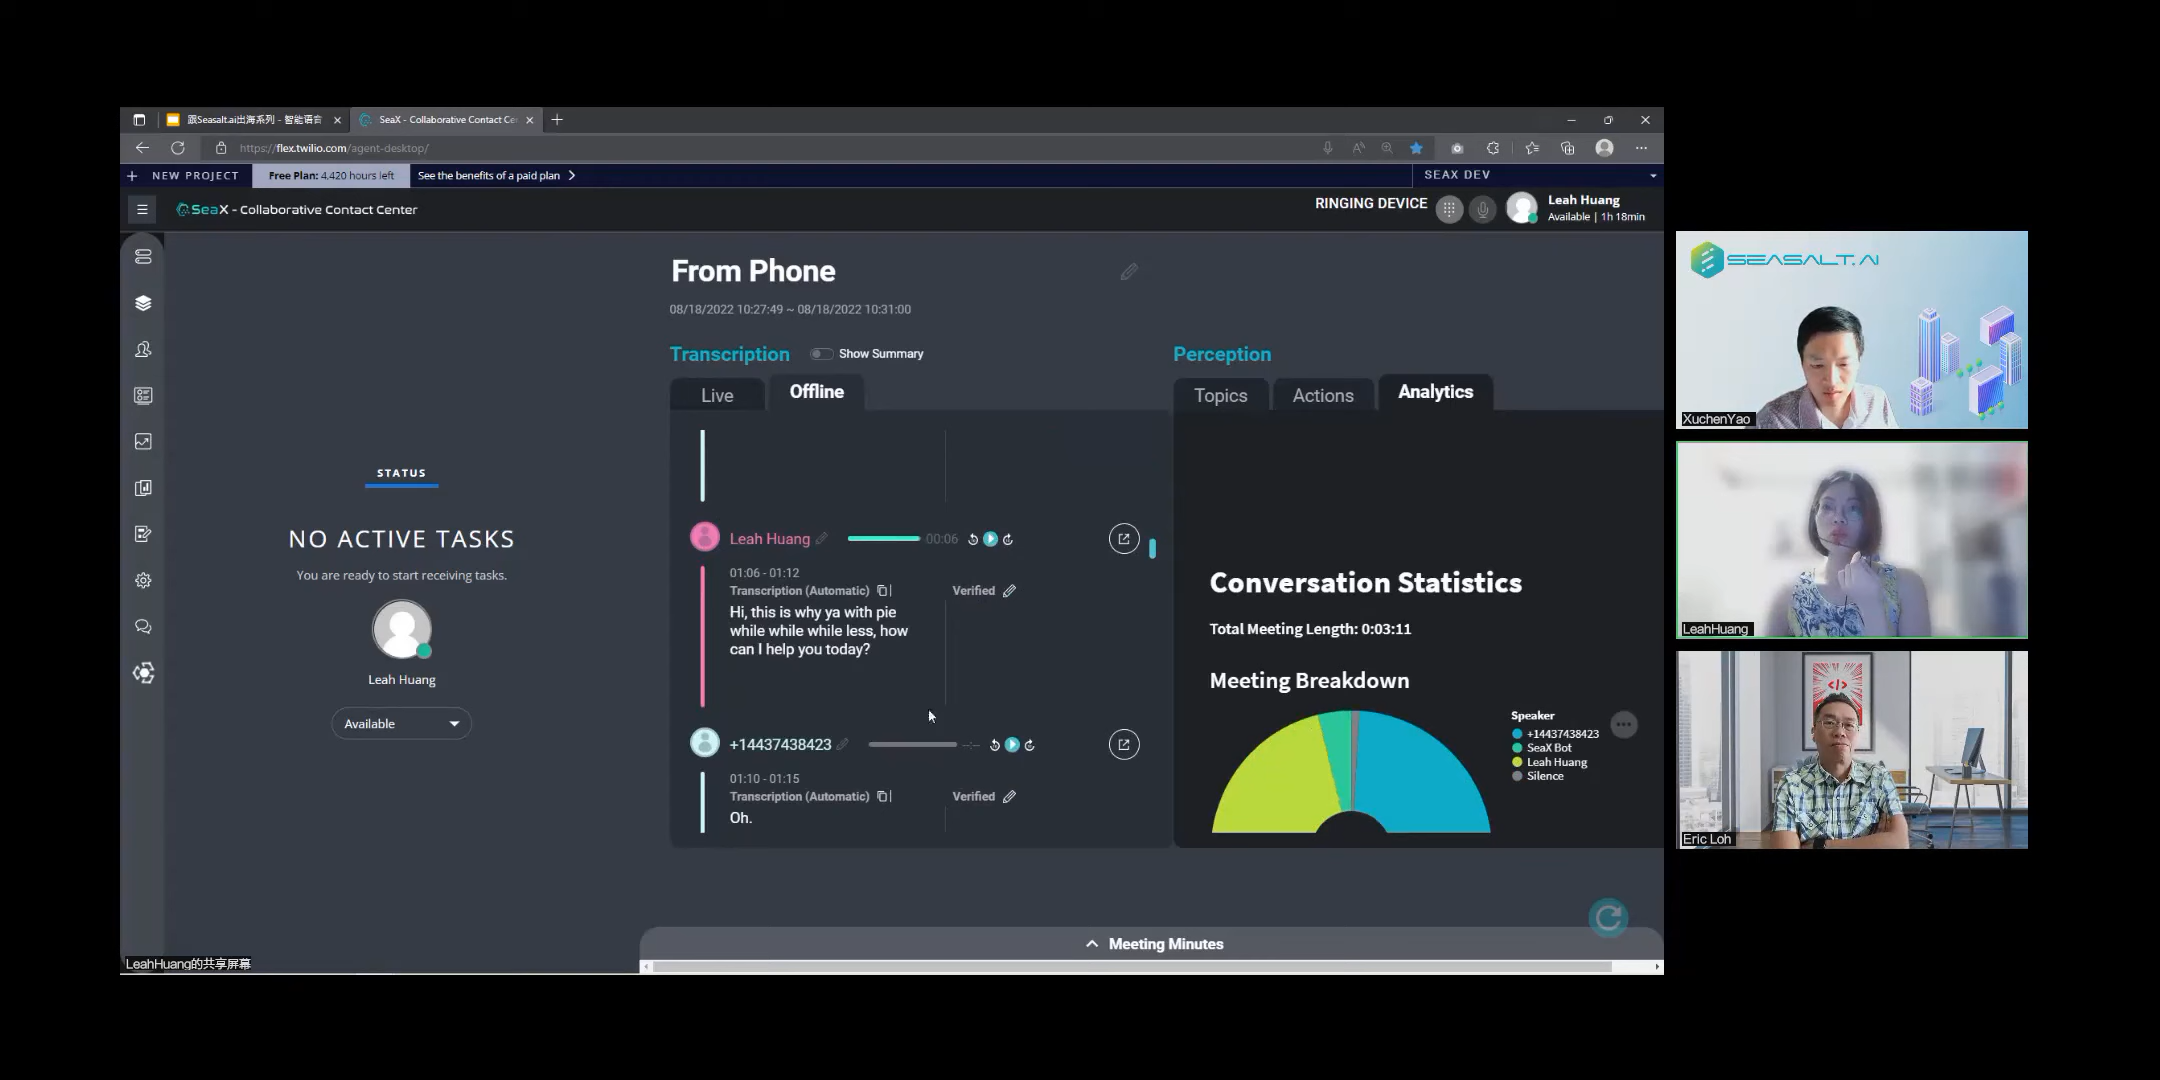 跟Seasalt.ai出海系列 - 智能语音
SeaX - Collaborative Contact Ce
https://flex.twilio.com/agent-desktop/
NEW PROJECT
Free Plan: 4,420 hours left
See the benefits of a paid plan
SEAX DEV
SeaX - Collaborative Contact Center
RINGING DEVICE
Leah Huang
Available | 1h 18min
From Phone
08/18/2022 10:27:49 ~ 08/18/2022 10:31:00
Transcription
Show Summary
Perception
Live
Offline
Topics
Actions
Analytics
STATUS
NO ACTIVE TASKS
You are ready to start receiving tasks.
Leah Huang
Available
Leah Huang
00:06
01:06 - 01:12
Transcription (Automatic)
Verified
Hi, this is why ya with pie
while while while less, how
can I help you today?
+14437438423
--:--
01:10 - 01:15
Transcription (Automatic)
Verified
Oh.
Conversation Statistics
Total Meeting Length: 0:03:11
Meeting Breakdown
Speaker
+14437438423
SeaX Bot
Leah Huang
Silence
Meeting Minutes
LeahHuang的共享屏幕
SEASALT.AI
XuchenYao
LeahHuang
</>
Eric Loh